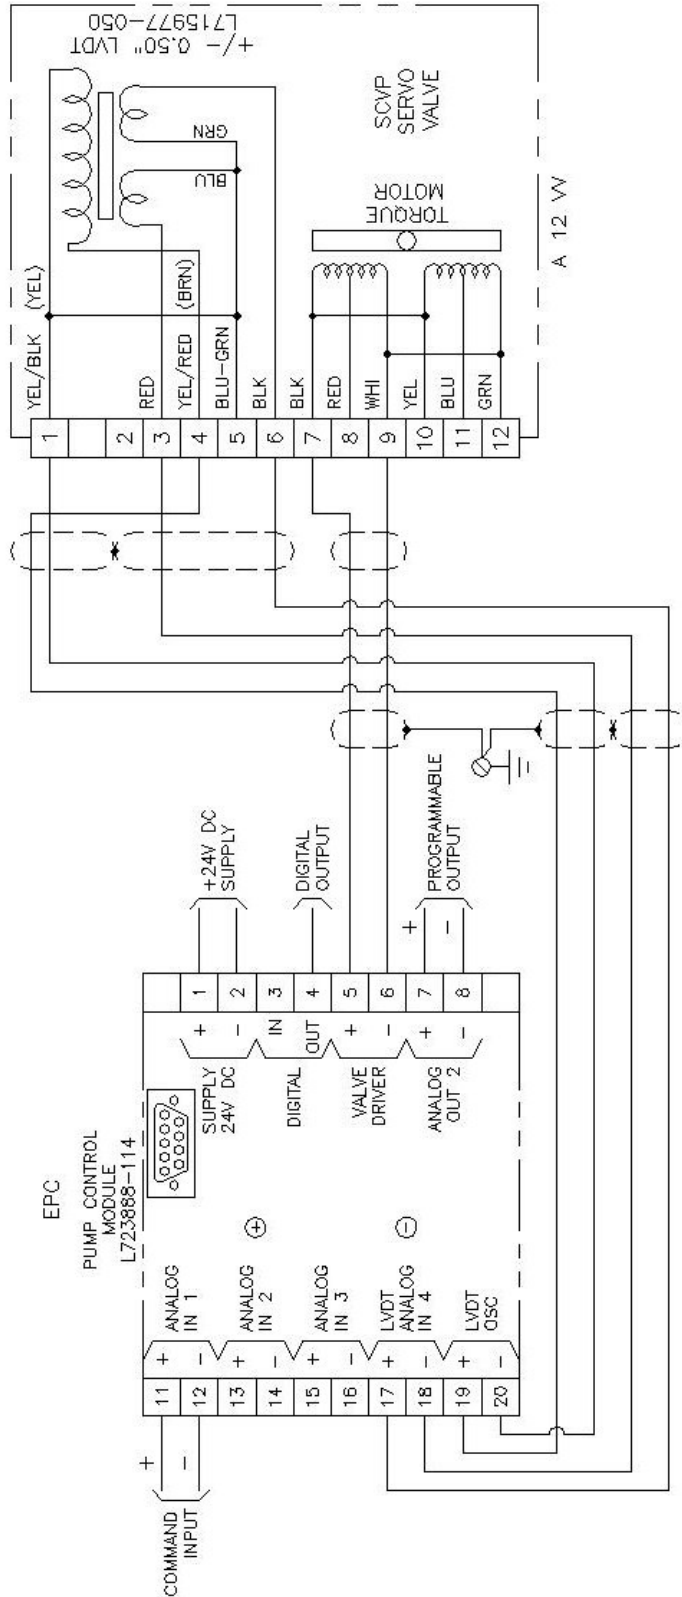 +/- 0.50" LVDT
L715977-050
SCVP
SERVO
VALVE
GRN
BLU
TORQUE
MOTOR
A 12 VV
YEL/BLK (YEL)
RED
YEL/RED (BRN)
BLU-GRN
BLK
BLK
RED
WHI
YEL
BLU
GRN
1
2
3
4
5
6
7
8
9
10
11
12
+24V DC
SUPPLY
DIGITAL
OUTPUT
+
-
PROGRAMMABLE
OUTPUT
1
2
3
4
5
6
7
8
+
-
IN
OUT
+
-
+
-
SUPPLY
24V DC
DIGITAL
VALVE
DRIVER
ANALOG
OUT 2
EPC
PUMP CONTROL
MODULE
L723888-114
+
-
ANALOG
IN 1
ANALOG
IN 2
ANALOG
IN 3
LVDT
ANALOG
IN 4
LVDT
OSC
+
-
+
-
+
-
+
-
+
-
11
12
13
14
15
16
17
18
19
20
+
-
COMMAND
INPUT